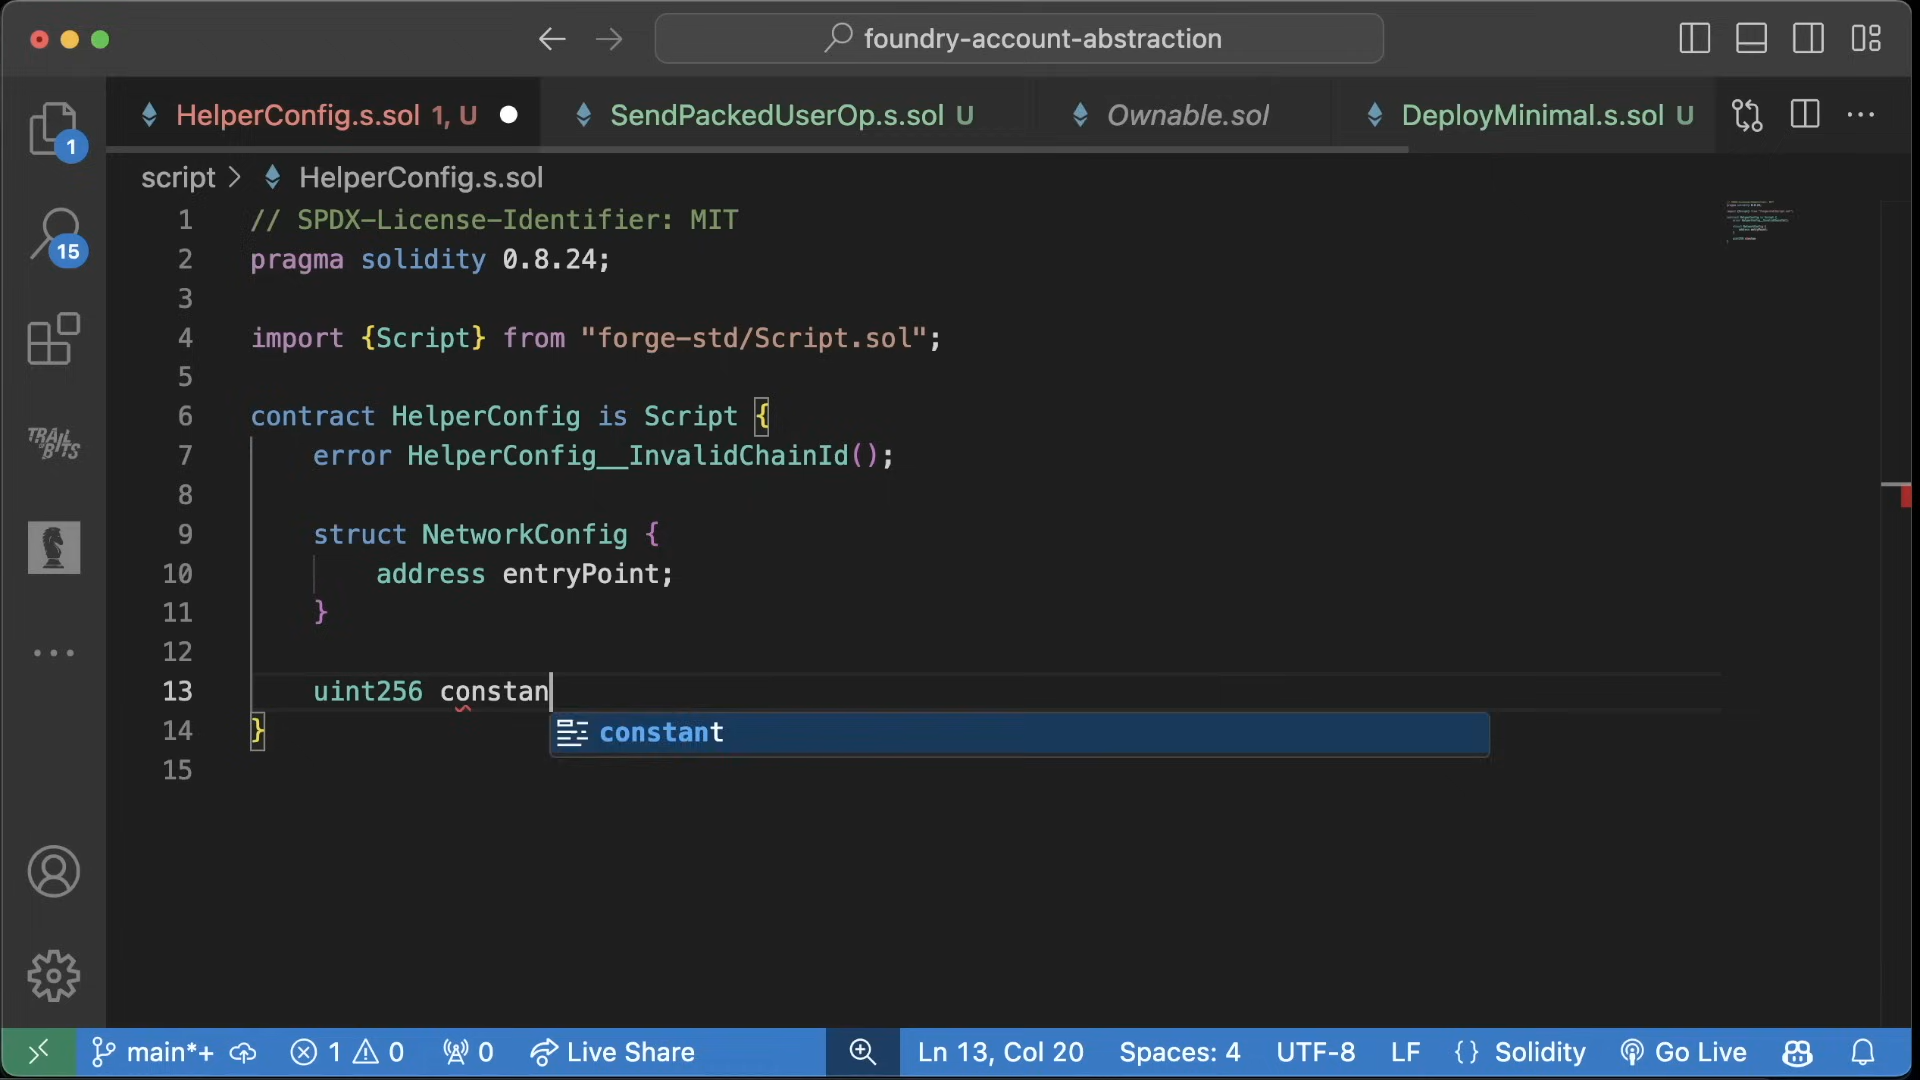 foundry-account-abstraction
HelperConfig.s.sol 1, U
SendPackedUserOp.s.sol U
Ownable.sol
DeployMinimal.s.sol U
1
15
TRAIL OF BITS
script > HelperConfig.s.sol
1 // SPDX-License-Identifier: MIT
2 pragma solidity 0.8.24;
3
4 import {Script} from "forge-std/Script.sol";
5
6 contract HelperConfig is Script {
7 error HelperConfig__InvalidChainId();
8
9 struct NetworkConfig {
10 address entryPoint;
11 }
12
13 uint256 constan
constant
14 }
15
main*+ 1 0 0 Live Share Ln 13, Col 20 Spaces: 4 UTF-8 LF {} Solidity Go Live